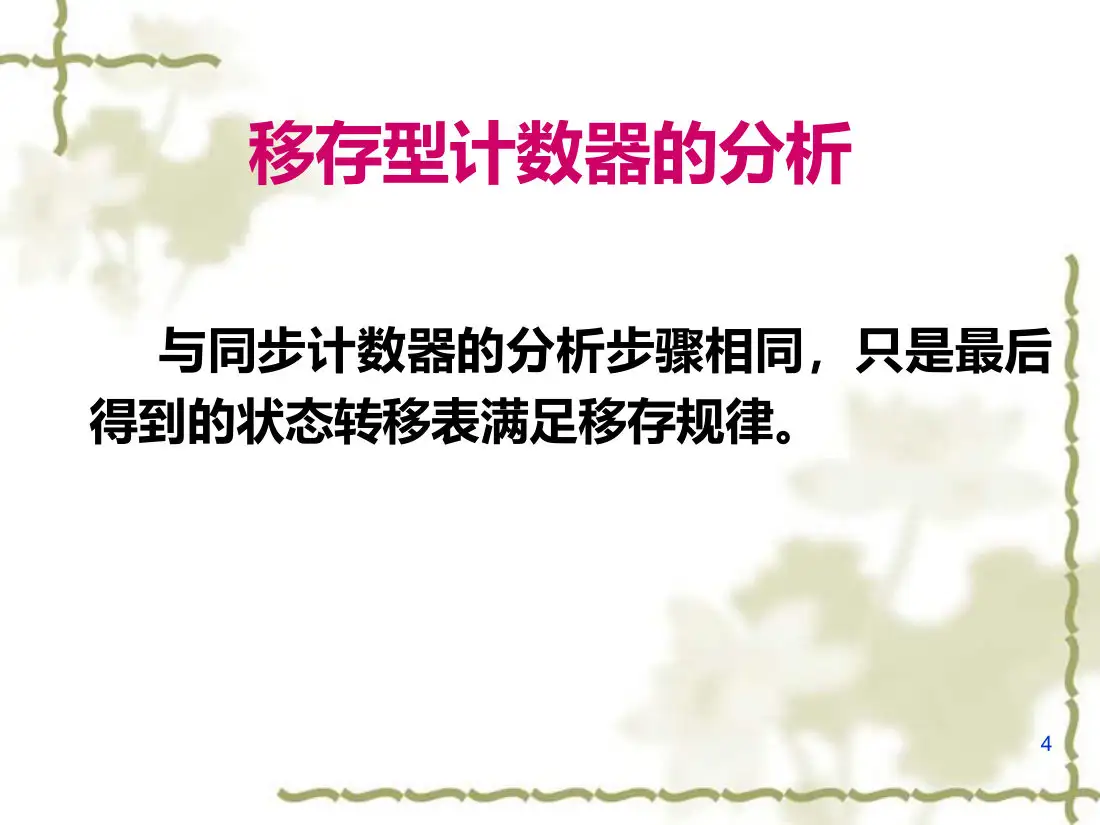 移存型计数器的分析
与同步计数器的分析步骤相同，只是最后
得到的状态转移表满足移存规律。
4